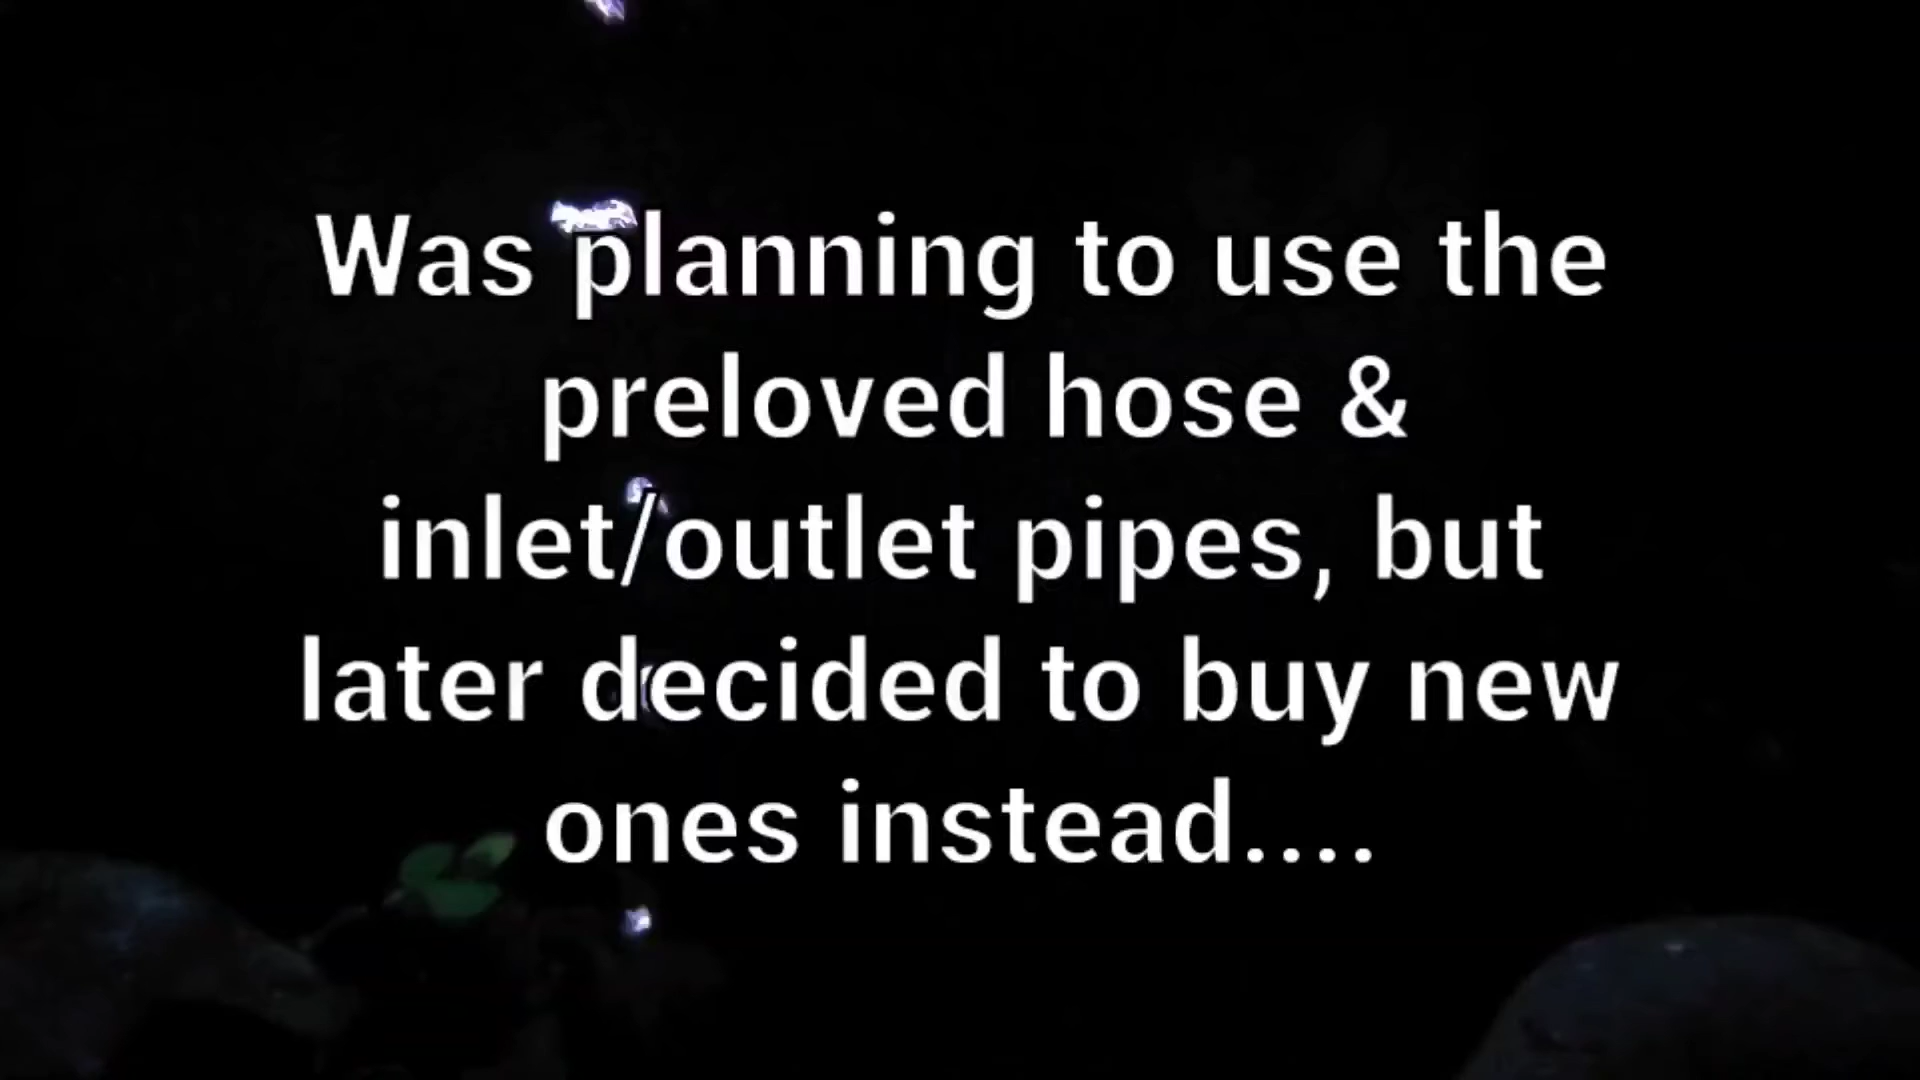 Was planning to use the
preloved hose &
inlet/outlet pipes, but
later decided to buy new
ones instead....